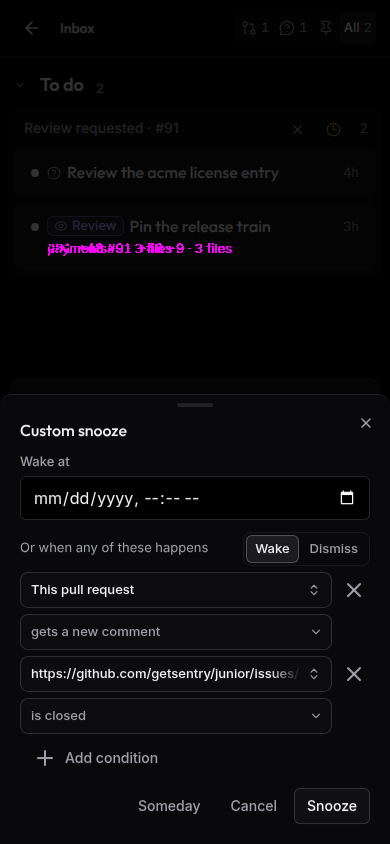 Inbox
1 1 All 2
To do 2
Review requested · #91 2
Review the acme license entry 4h
Review Pin the release train 3h
Custom snooze
Wake at
mm/dd/yyyy, --:-- --
Or when any of these happens Wake Dismiss
This pull request
gets a new comment
https://github.com/getsentry/junior/issues/
is closed
Add condition
Someday Cancel Snooze